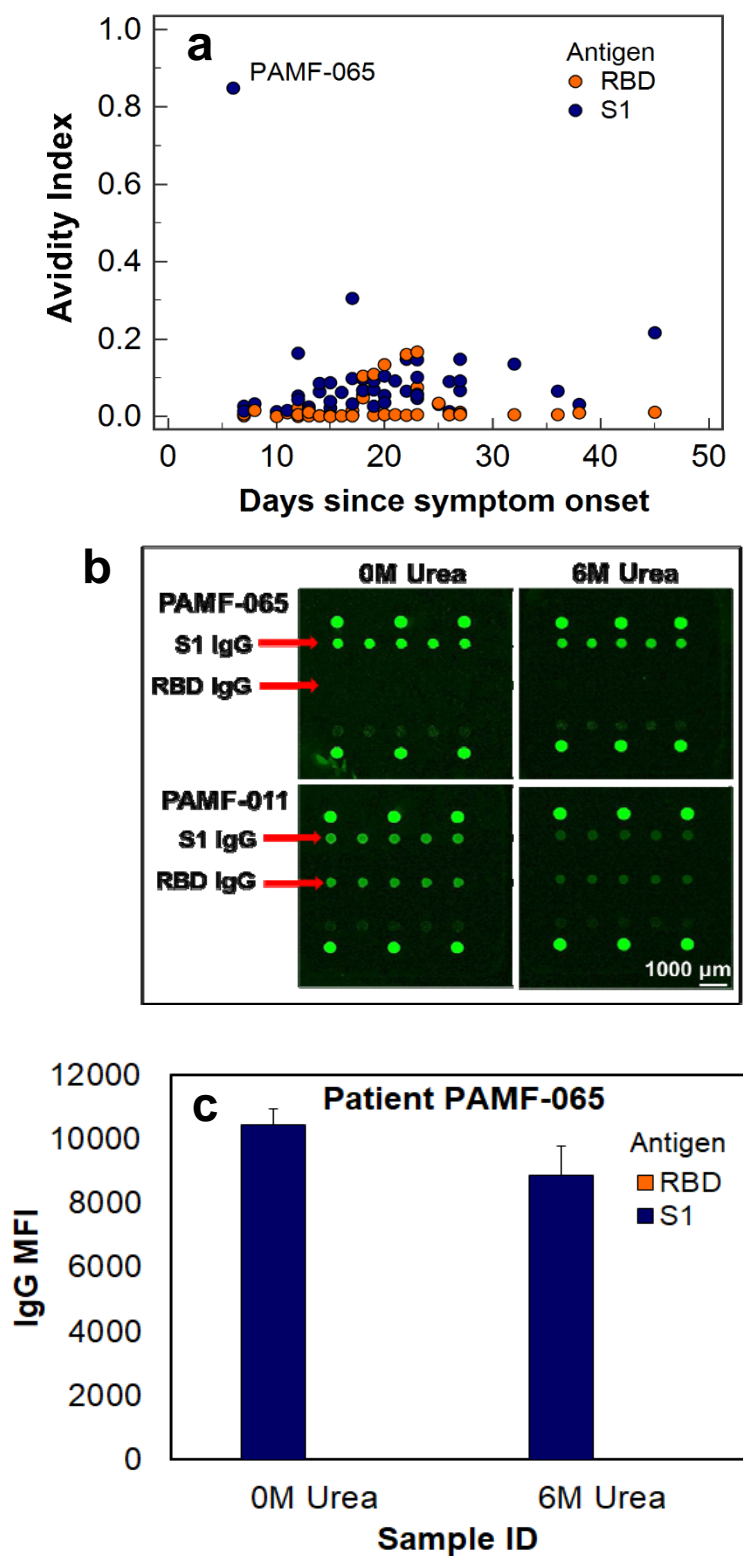 a
PAMF-065
Antigen
RBD
S1
1.0
0.8
0.6
0.4
0.2
0.0
Avidity Index
0 10 20 30 40 50
Days since symptom onset
b
0M Urea 6M Urea
PAMF-065
S1 IgG
RBD IgG
PAMF-011
S1 IgG
RBD IgG
1000 µm
c
Patient PAMF-065
Antigen
RBD
S1
12000
10000
8000
6000
4000
2000
0
IgG MFI
0M Urea 6M Urea
Sample ID